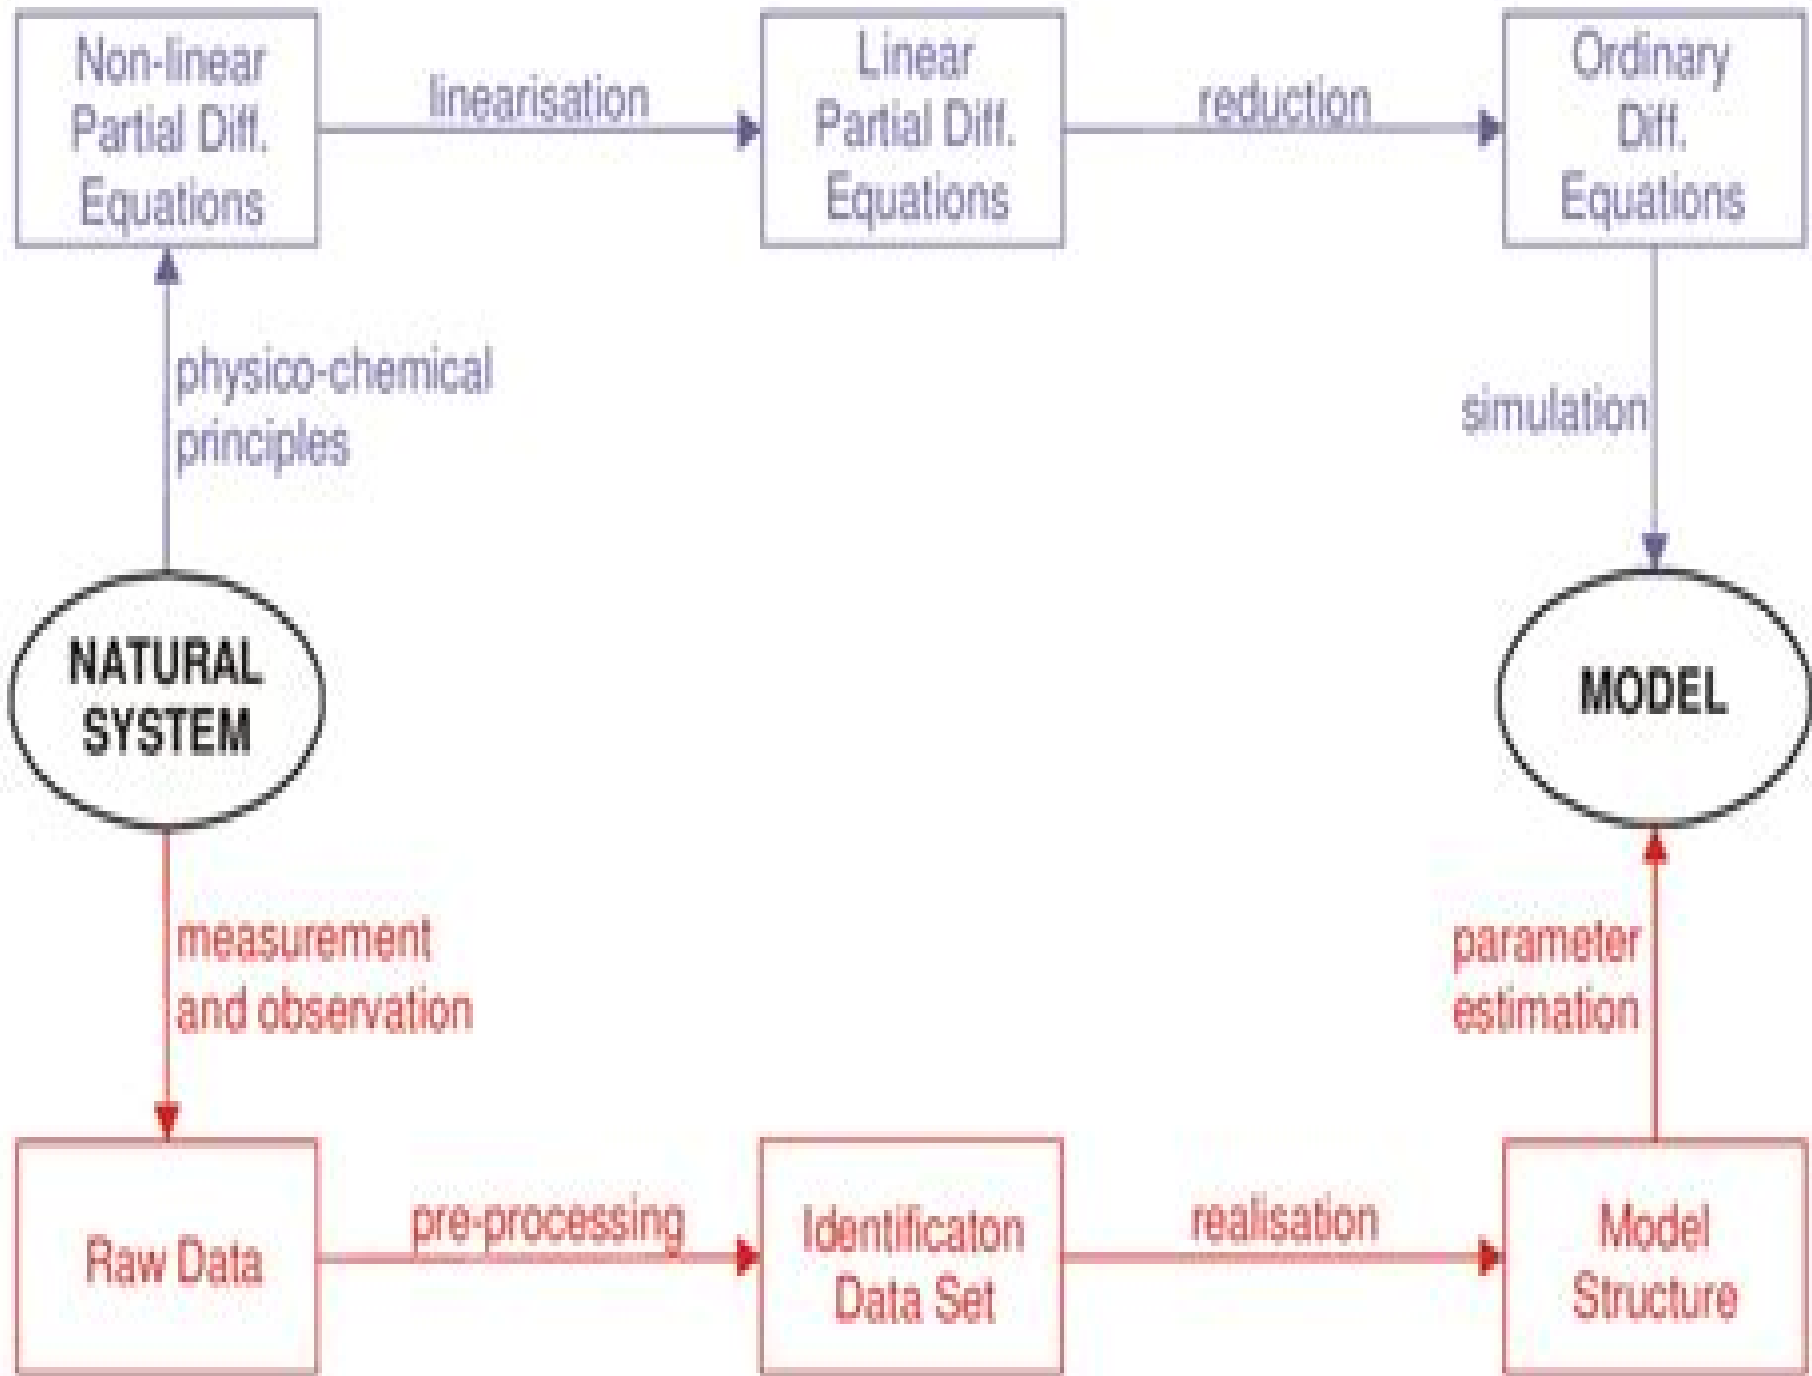 Non-linear
Partial Diff.
Equations
linearisation
Linear
Partial Diff.
Equations
reduction
Ordinary
Diff.
Equations
physico-chemical
principles
simulation
NATURAL
SYSTEM
MODEL
measurement
and observation
parameter
estimation
Raw Data
pre-processing
Identificaton
Data Set
realisation
Model
Structure